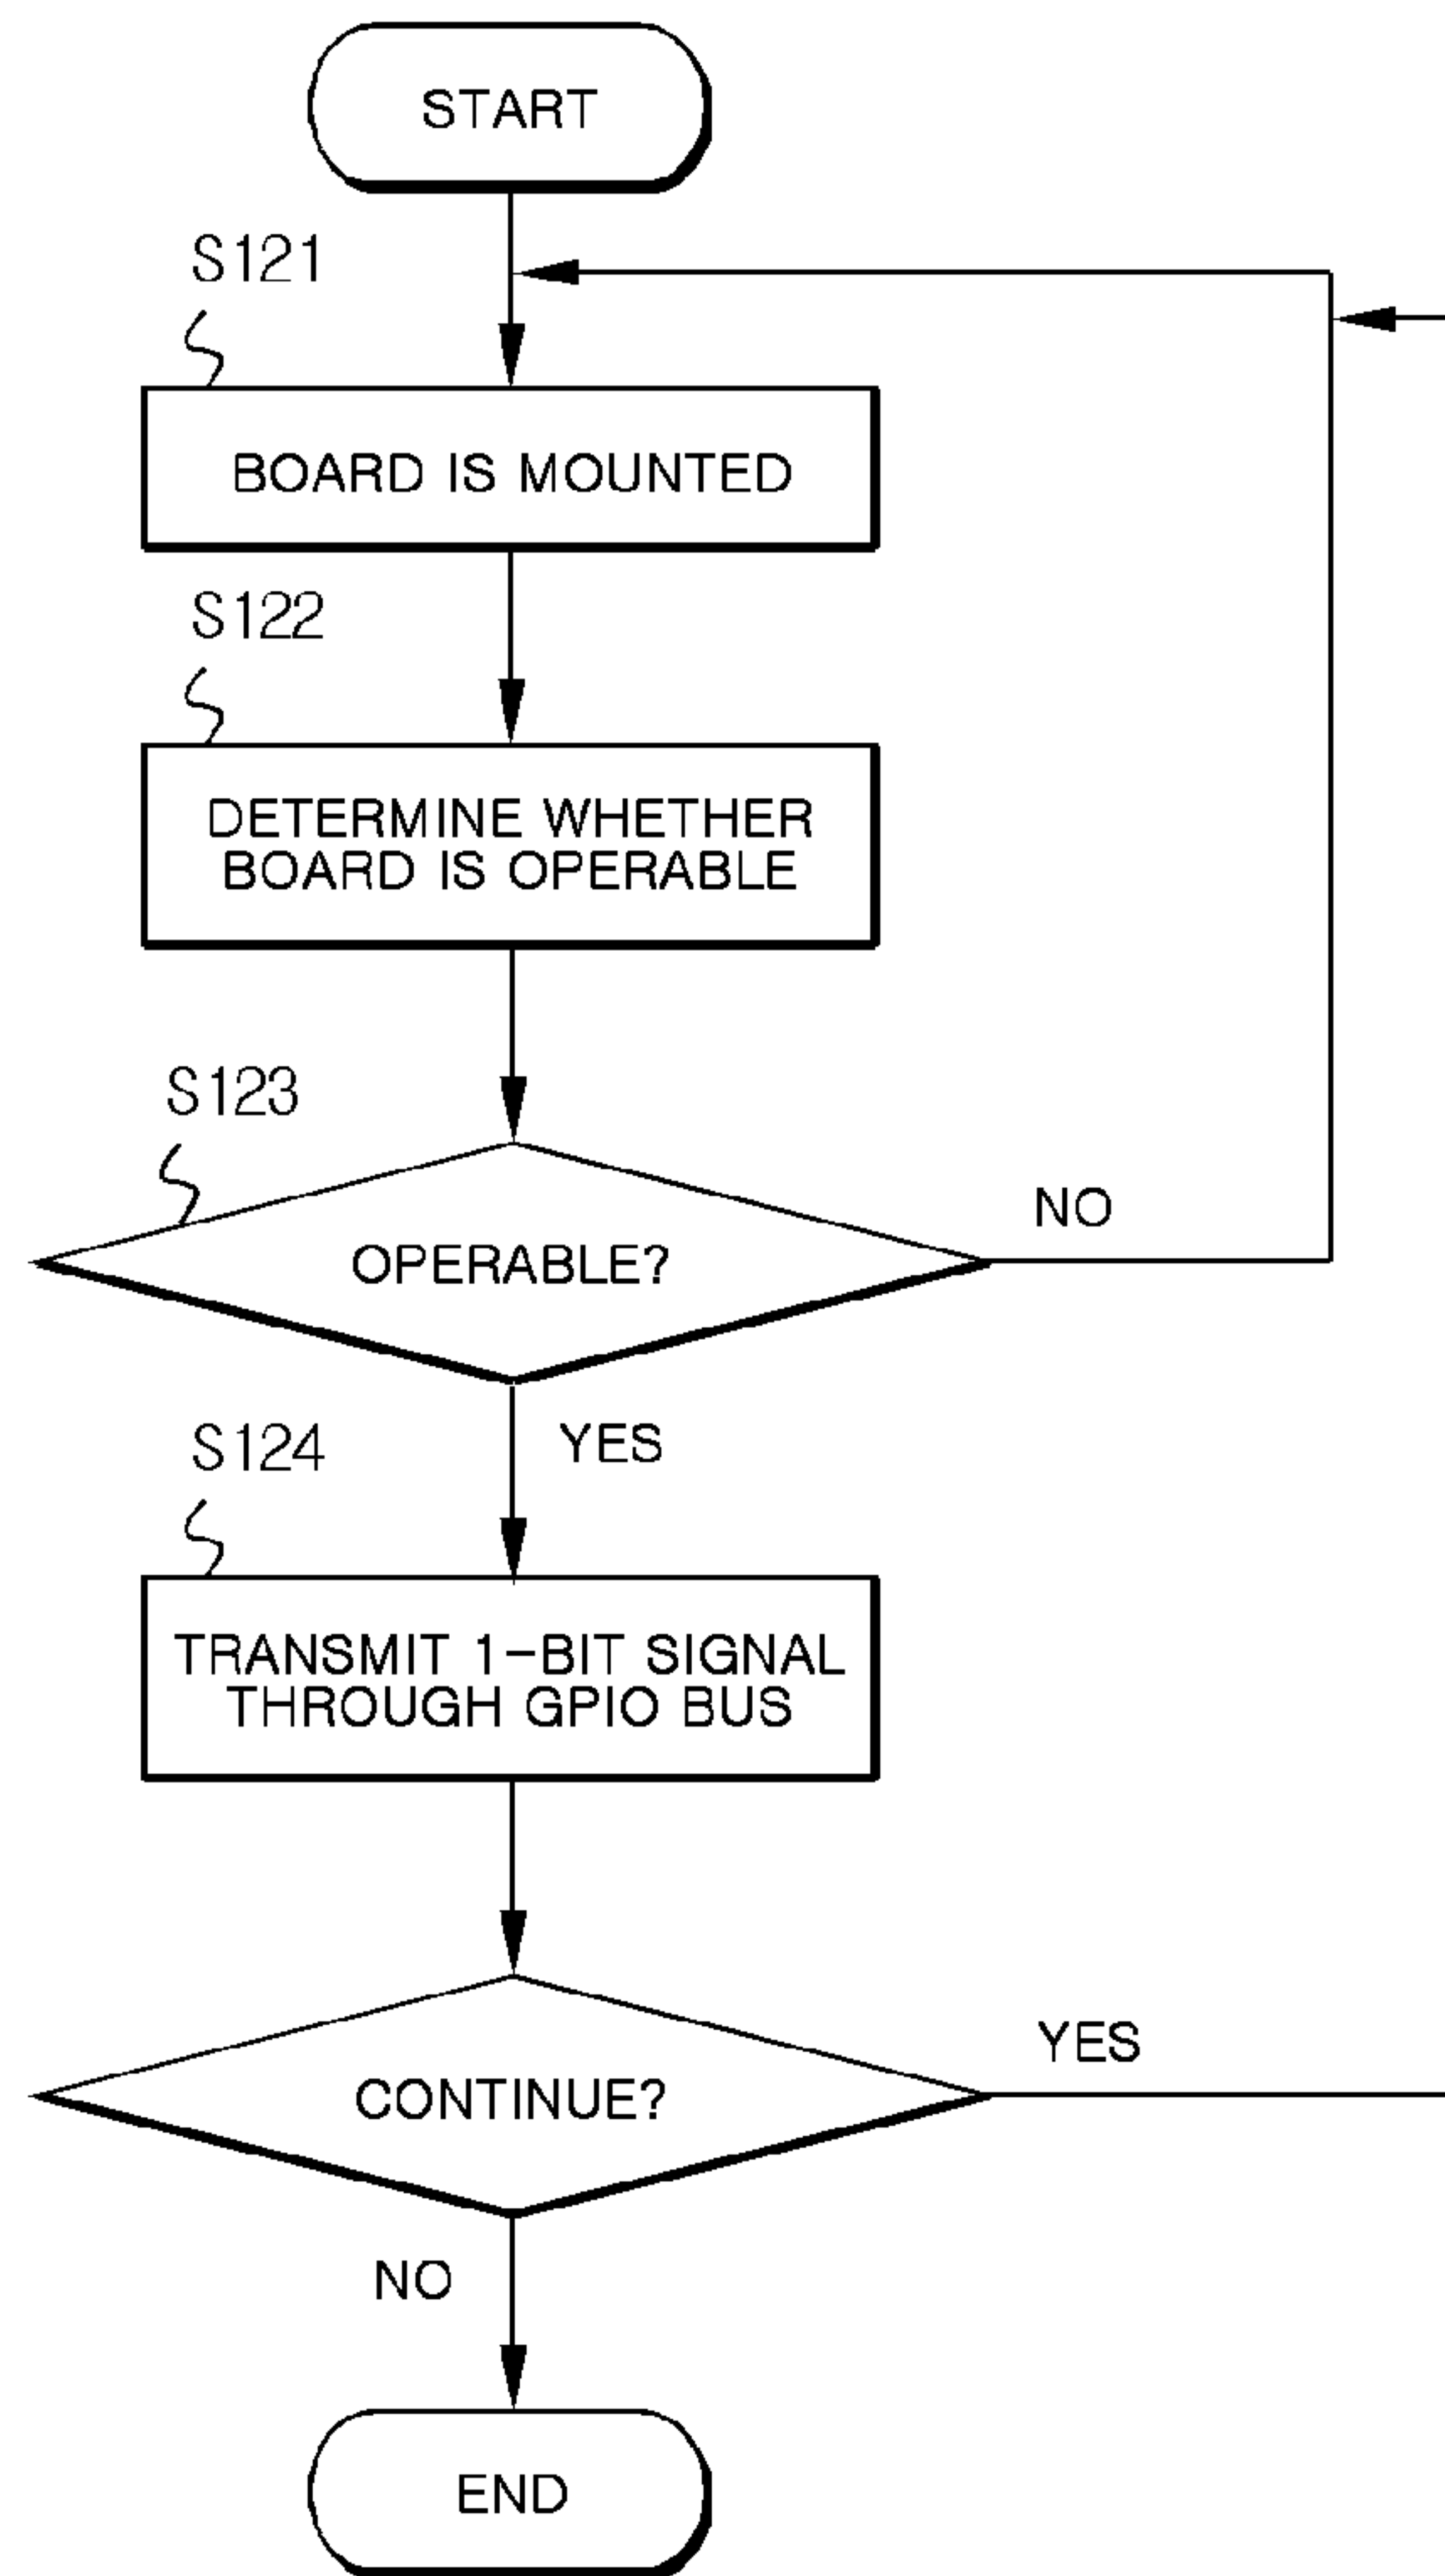 START
S121
BOARD IS MOUNTED
S122
DETERMINE WHETHER
BOARD IS OPERABLE
S123
OPERABLE?
NO
YES
S124
TRANSMIT 1-BIT SIGNAL
THROUGH GPIO BUS
CONTINUE?
YES
NO
END